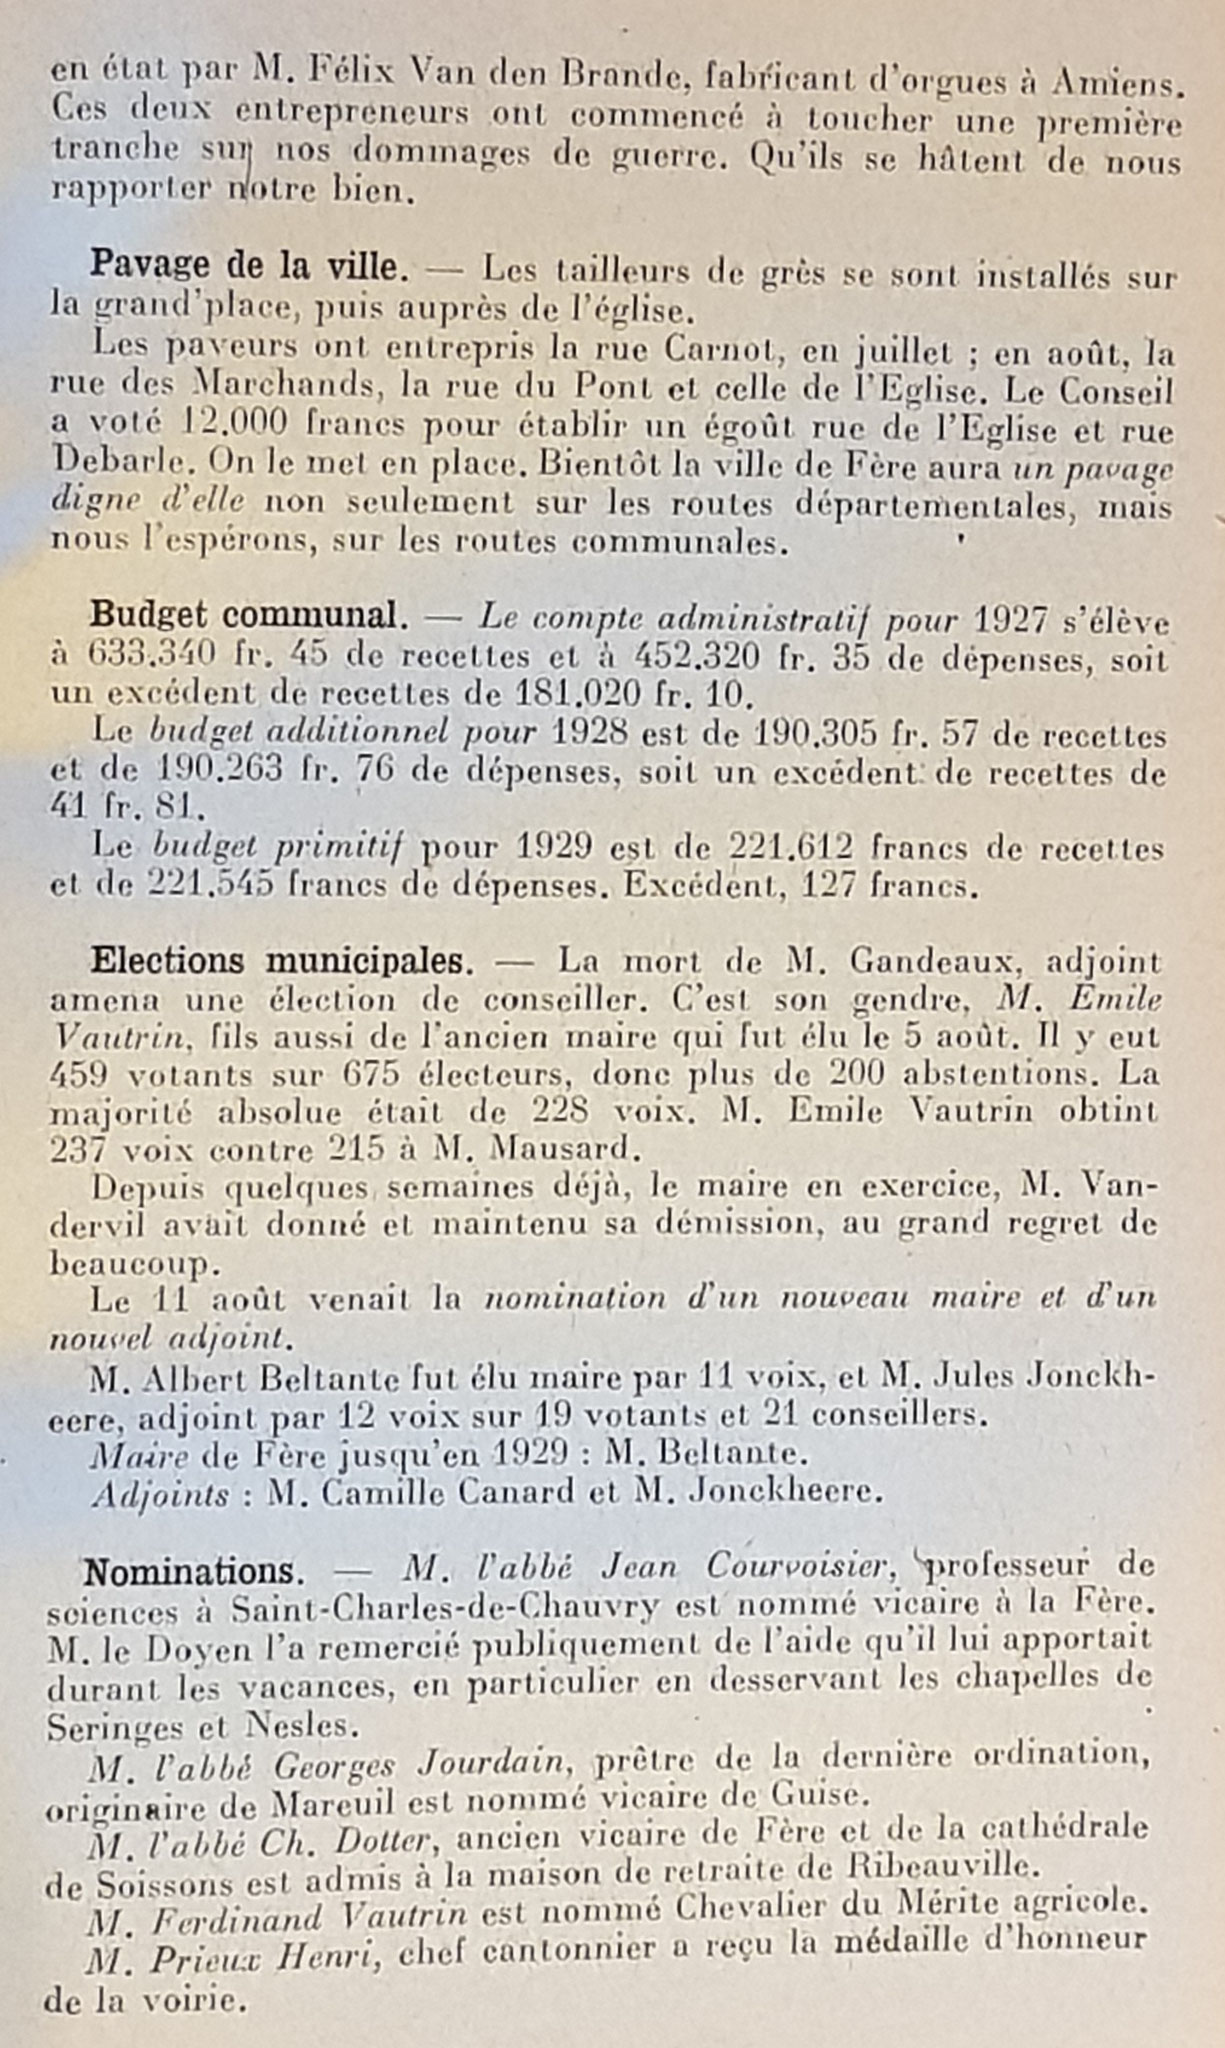 en état par M. Félix Van den Brande, fabricant d'orgues à Amiens.
Ces deux entrepreneurs ont commencé à toucher une première
tranche sur nos dommages de guerre. Qu'ils se hâtent de nous
rapporter notre bien.
Pavage de la ville. — Les tailleurs de grès se sont installés sur
la grand'place, puis auprès de l'église.
Les paveurs ont entrepris la rue Carnot, en juillet ; en août, la
rue des Marchands, la rue du Pont et celle de l'Eglise. Le Conseil
a voté 12.000 francs pour établir un égoût rue de l'Eglise et rue
Debarle. On le met en place. Bientôt la ville de Fère aura un pavage
digne d'elle non seulement sur les routes départementales, mais
nous l'espérons, sur les routes communales.
Budget communal. — Le compte administratif pour 1927 s'élève
à 633.340 fr. 45 de recettes et à 452.320 fr. 35 de dépenses, soit
un excédent de recettes de 181.020 fr. 10.
Le budget additionnel pour 1928 est de 190.305 fr. 57 de recettes
et de 190.263 fr. 76 de dépenses, soit un excédent de recettes de
41 fr. 81.
Le budget primitif pour 1929 est de 221.612 francs de recettes
et de 221.545 francs de dépenses. Excédent, 127 francs.
Elections municipales. — La mort de M. Gandeaux, adjoint
amena une élection de conseiller. C'est son gendre, M. Emile
Vautrin, fils aussi de l'ancien maire qui fut élu le 5 août. Il y eut
459 votants sur 675 électeurs, donc plus de 200 abstentions. La
majorité absolue était de 228 voix. M. Emile Vautrin obtint
237 voix contre 215 à M. Mausard.
Depuis quelques semaines déjà, le maire en exercice, M. Van-
dervil avait donné et maintenu sa démission, au grand regret de
beaucoup.
Le 11 août venait la nomination d'un nouveau maire et d'un
nouvel adjoint.
M. Albert Beltante fut élu maire par 11 voix, et M. Jules Jonckh-
eere, adjoint par 12 voix sur 19 votants et 21 conseillers.
Maire de Fère jusqu'en 1929 : M. Beltante.
Adjoints : M. Camille Canard et M. Jonckheere.
Nominations. — M. l'abbé Jean Courvoisier, professeur de
sciences à Saint-Charles-de-Chauvry est nommé vicaire à la Fère.
M. le Doyen l'a remercié publiquement de l'aide qu'il lui apportait
durant les vacances, en particulier en desservant les chapelles de
Seringes et Nesles.
M. l'abbé Georges Jourdain, prêtre de la dernière ordination,
originaire de Mareuil est nommé vicaire de Guise.
M. l'abbé Ch. Dotter, ancien vicaire de Fère et de la cathédrale
de Soissons est admis à la maison de retraite de Ribeauville.
M. Ferdinand Vautrin est nommé Chevalier du Mérite agricole.
M. Prieux Henri, chef cantonnier a reçu la médaille d'honneur
de la voirie.